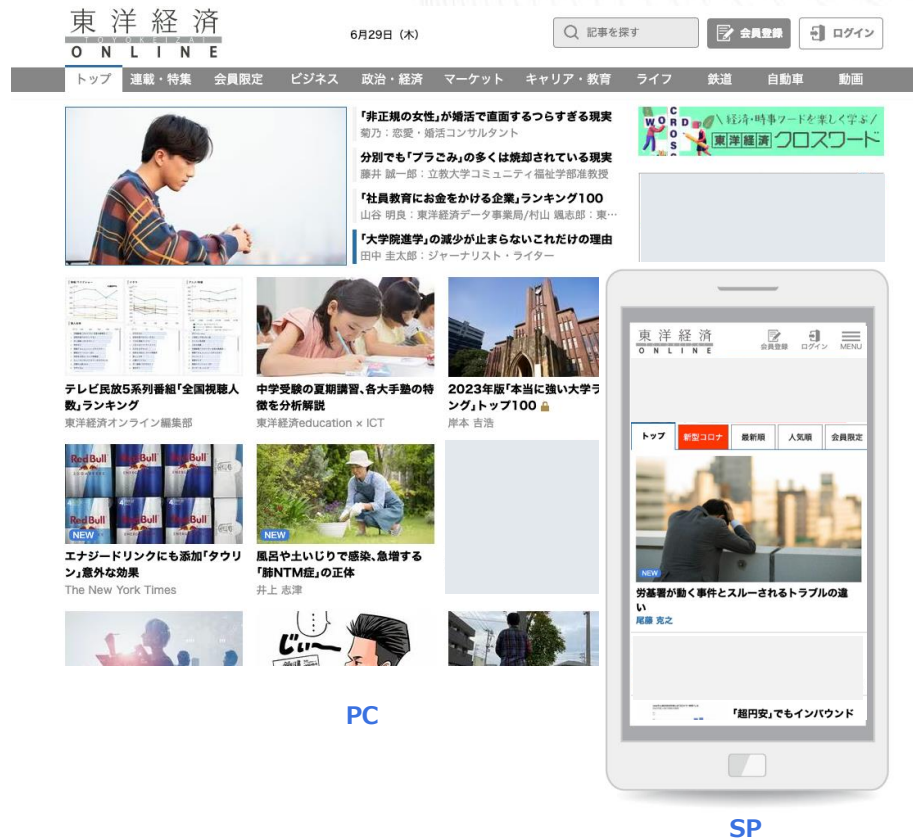 東洋経済
TOYOKEIZAI
ONLINE
6月29日（木）
記事を探す
会員登録
ログイン
トップ 連載・特集 会員限定 ビジネス 政治・経済 マーケット キャリア・教育 ライフ 鉄道 自動車 動画
「非正規の女性」が婚活で直面するつらすぎる現実
菊乃：恋愛・婚活コンサルタント
分別でも「プラごみ」の多くは焼却されている現実
藤井 誠一郎：立教大学コミュニティ福祉学部准教授
「社員教育にお金をかける企業」ランキング100
山谷 明良：東洋経済データ事業局/村山 颯志郎：東…
「大学院進学」の減少が止まらないこれだけの理由
田中 圭太郎：ジャーナリスト・ライター
WORD
CROSS
\経済・時事ワードを楽しく学ぶ/
東洋経済クロスワード
テレビ民放5系列番組「全国視聴人
数」ランキング
東洋経済オンライン編集部
中学受験の夏期講習、各大手塾の特
徴を分析解説
東洋経済education × ICT
2023年版「本当に強い大学ラ
ング」トップ100
岸本 吉浩
RedBull
RedBull
NEW
エナジードリンクにも添加「タウリ
ン」意外な効果
The New York Times
NEW
風呂や土いじりで感染、急増する
「肺NTM症」の正体
井上 志津
じぃ〜
PC
東洋経済
ONLINE
会員登録 ログイン MENU
トップ 新型コロナ 最新順 人気順 会員限定
NEW
労基署が動く事件とスルーされるトラブルの違
い
尾藤 克之
「超円安」でもインバウンド
SP